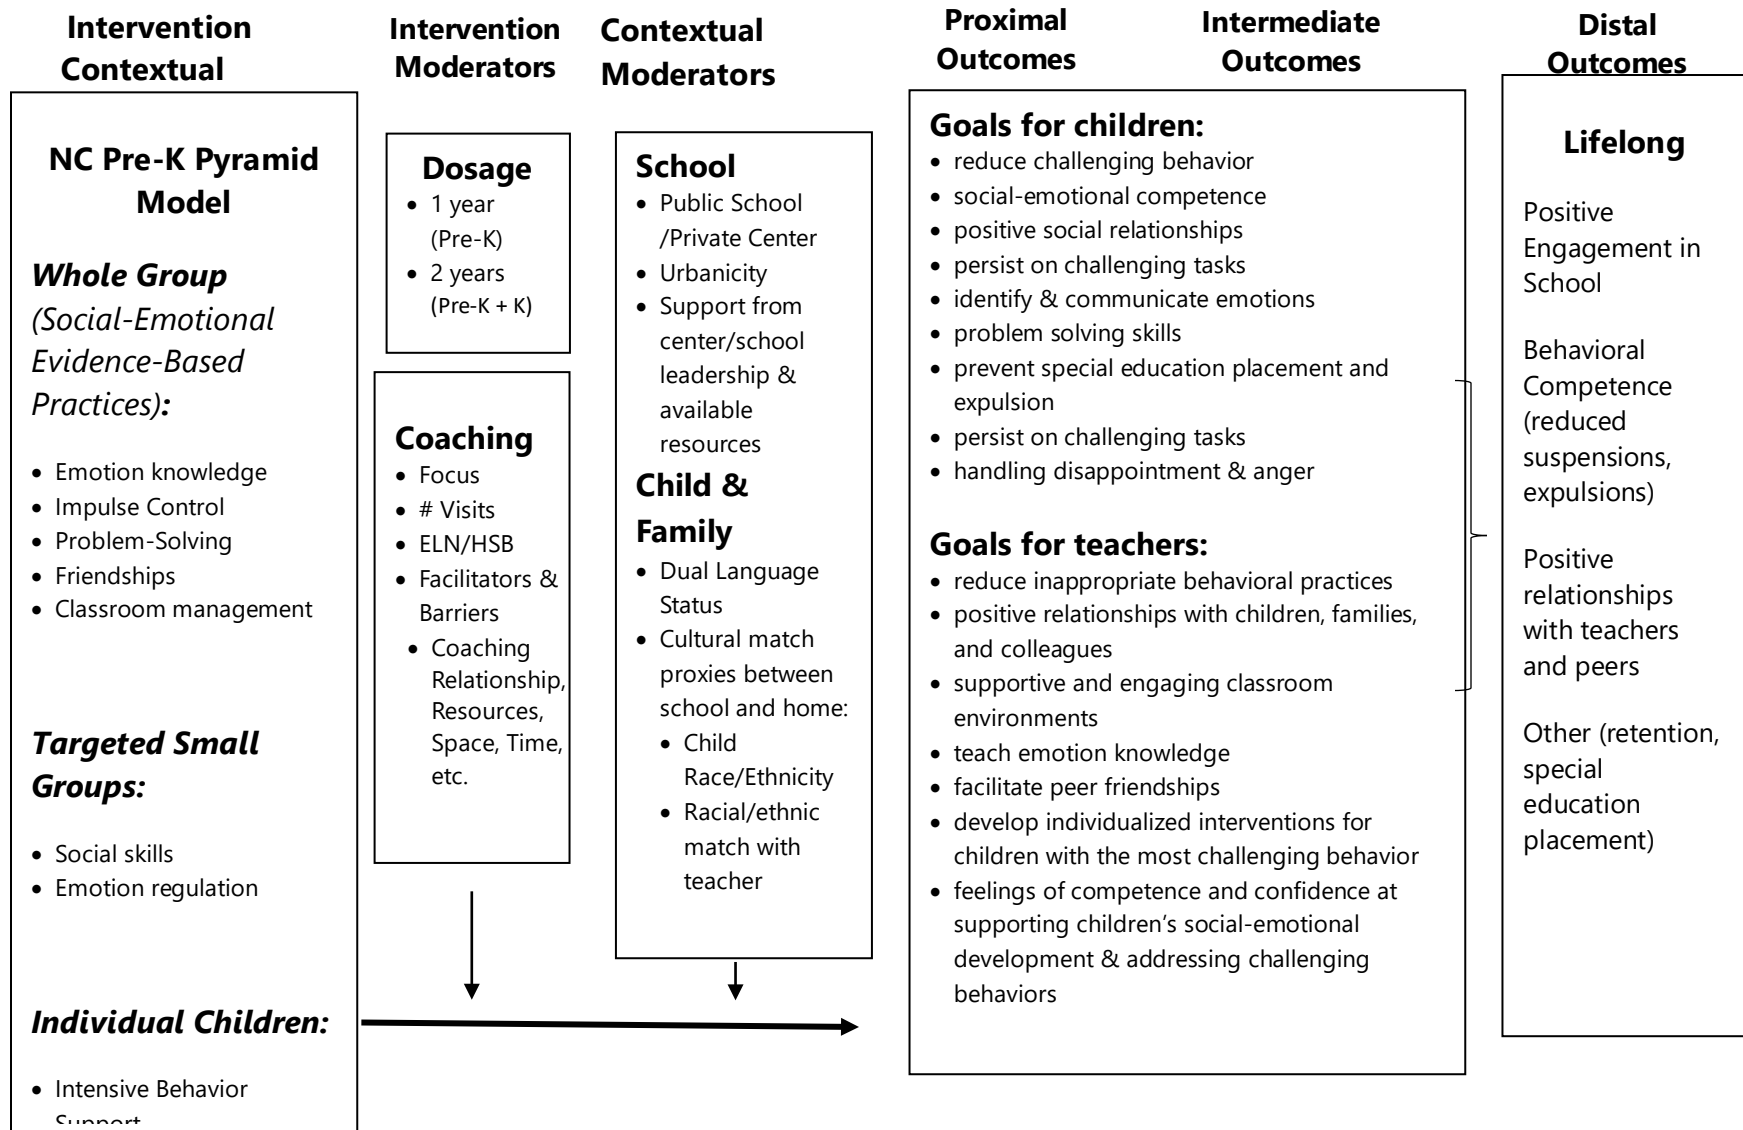 Intervention
Contextual
NC Pre-K Pyramid
Model
Whole Group
(Social-Emotional
Evidence-Based
Practices):
• Emotion knowledge
• Impulse Control
• Problem-Solving
• Friendships
• Classroom management
Targeted Small
Groups:
• Social skills
• Emotion regulation
Individual Children:
• Intensive Behavior
Support
Intervention
Moderators
Dosage
• 1 year
(Pre-K)
• 2 years
(Pre-K + K)
Coaching
• Focus
• # Visits
• ELN/HSB
• Facilitators &
Barriers
• Coaching
Relationship,
Resources,
Space, Time,
etc.
Contextual
Moderators
School
• Public School
/Private Center
• Urbanicity
• Support from
center/school
leadership &
available
resources
Child &
Family
• Dual Language
Status
• Cultural match
proxies between
school and home:
• Child
Race/Ethnicity
• Racial/ethnic
match with
teacher
Proximal
Outcomes
Intermediate
Outcomes
Goals for children:
• reduce challenging behavior
• social-emotional competence
• positive social relationships
• persist on challenging tasks
• identify & communicate emotions
• problem solving skills
• prevent special education placement and
expulsion
• persist on challenging tasks
• handling disappointment & anger
Goals for teachers:
• reduce inappropriate behavioral practices
• positive relationships with children, families,
and colleagues
• supportive and engaging classroom
environments
• teach emotion knowledge
• facilitate peer friendships
• develop individualized interventions for
children with the most challenging behavior
• feelings of competence and confidence at
supporting children's social-emotional
development & addressing challenging
behaviors
Distal
Outcomes
Lifelong
Positive
Engagement in
School
Behavioral
Competence
(reduced
suspensions,
expulsions)
Positive
relationships
with teachers
and peers
Other (retention,
special
education
placement)